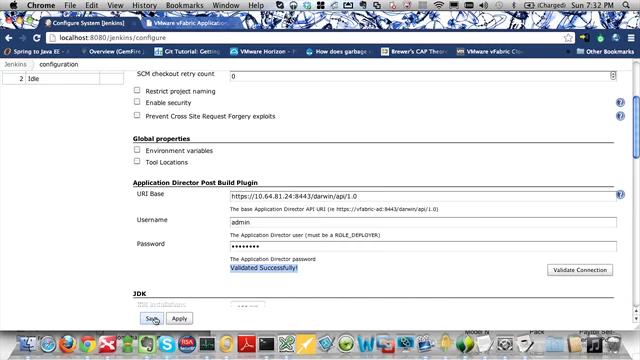 Chrome File Edit View History Bookmarks Window Help
(Charged) Sun 7:32 PM
Configure System [Jenkins] VMware vFabric Application
localhost:8080/jenkins/configure
Spring to Java EE - Overview (GemFire Git Tutorial: Getting VMware Horizon - Ho How does garbage c Brewer's CAP Theore VMware vFabric Clo Other Bookmarks
Jenkins configuration
2 Idle
SCM checkout retry count 0
Restrict project naming
Enable security
Prevent Cross Site Request Forgery exploits
Global properties
Environment variables
Tool Locations
Application Director Post Build Plugin
URI Base https://10.64.81.24:8443/darwin/api/1.0
The base Application Director API URI (ie https://vfabric-ad:8443/darwin/api/1.0)
Username admin
The Application Director user (must be a ROLE_DEPLOYER)
Password ••••••••
The Application Director password
Validated Successfully!
Validate Connection
JDK
JDK installations
Save Apply